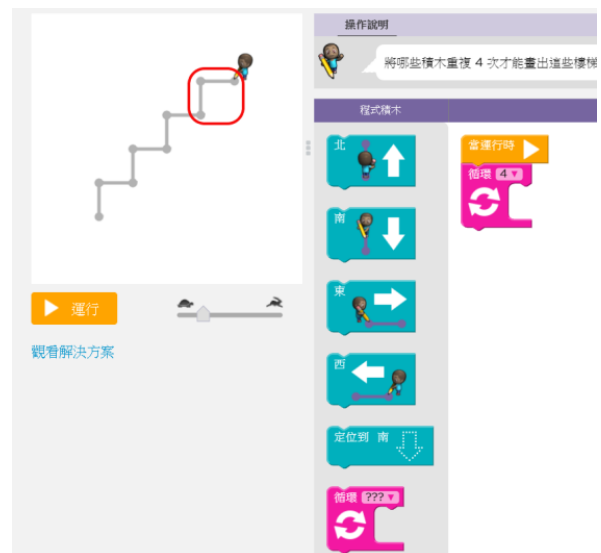 操作說明
將哪些積木重複 4 次才能畫出這些樓梯
程式積木
北
當運行時
循環 4
南
東
運行
觀看解決方案
西
定位到 南
循環 ???